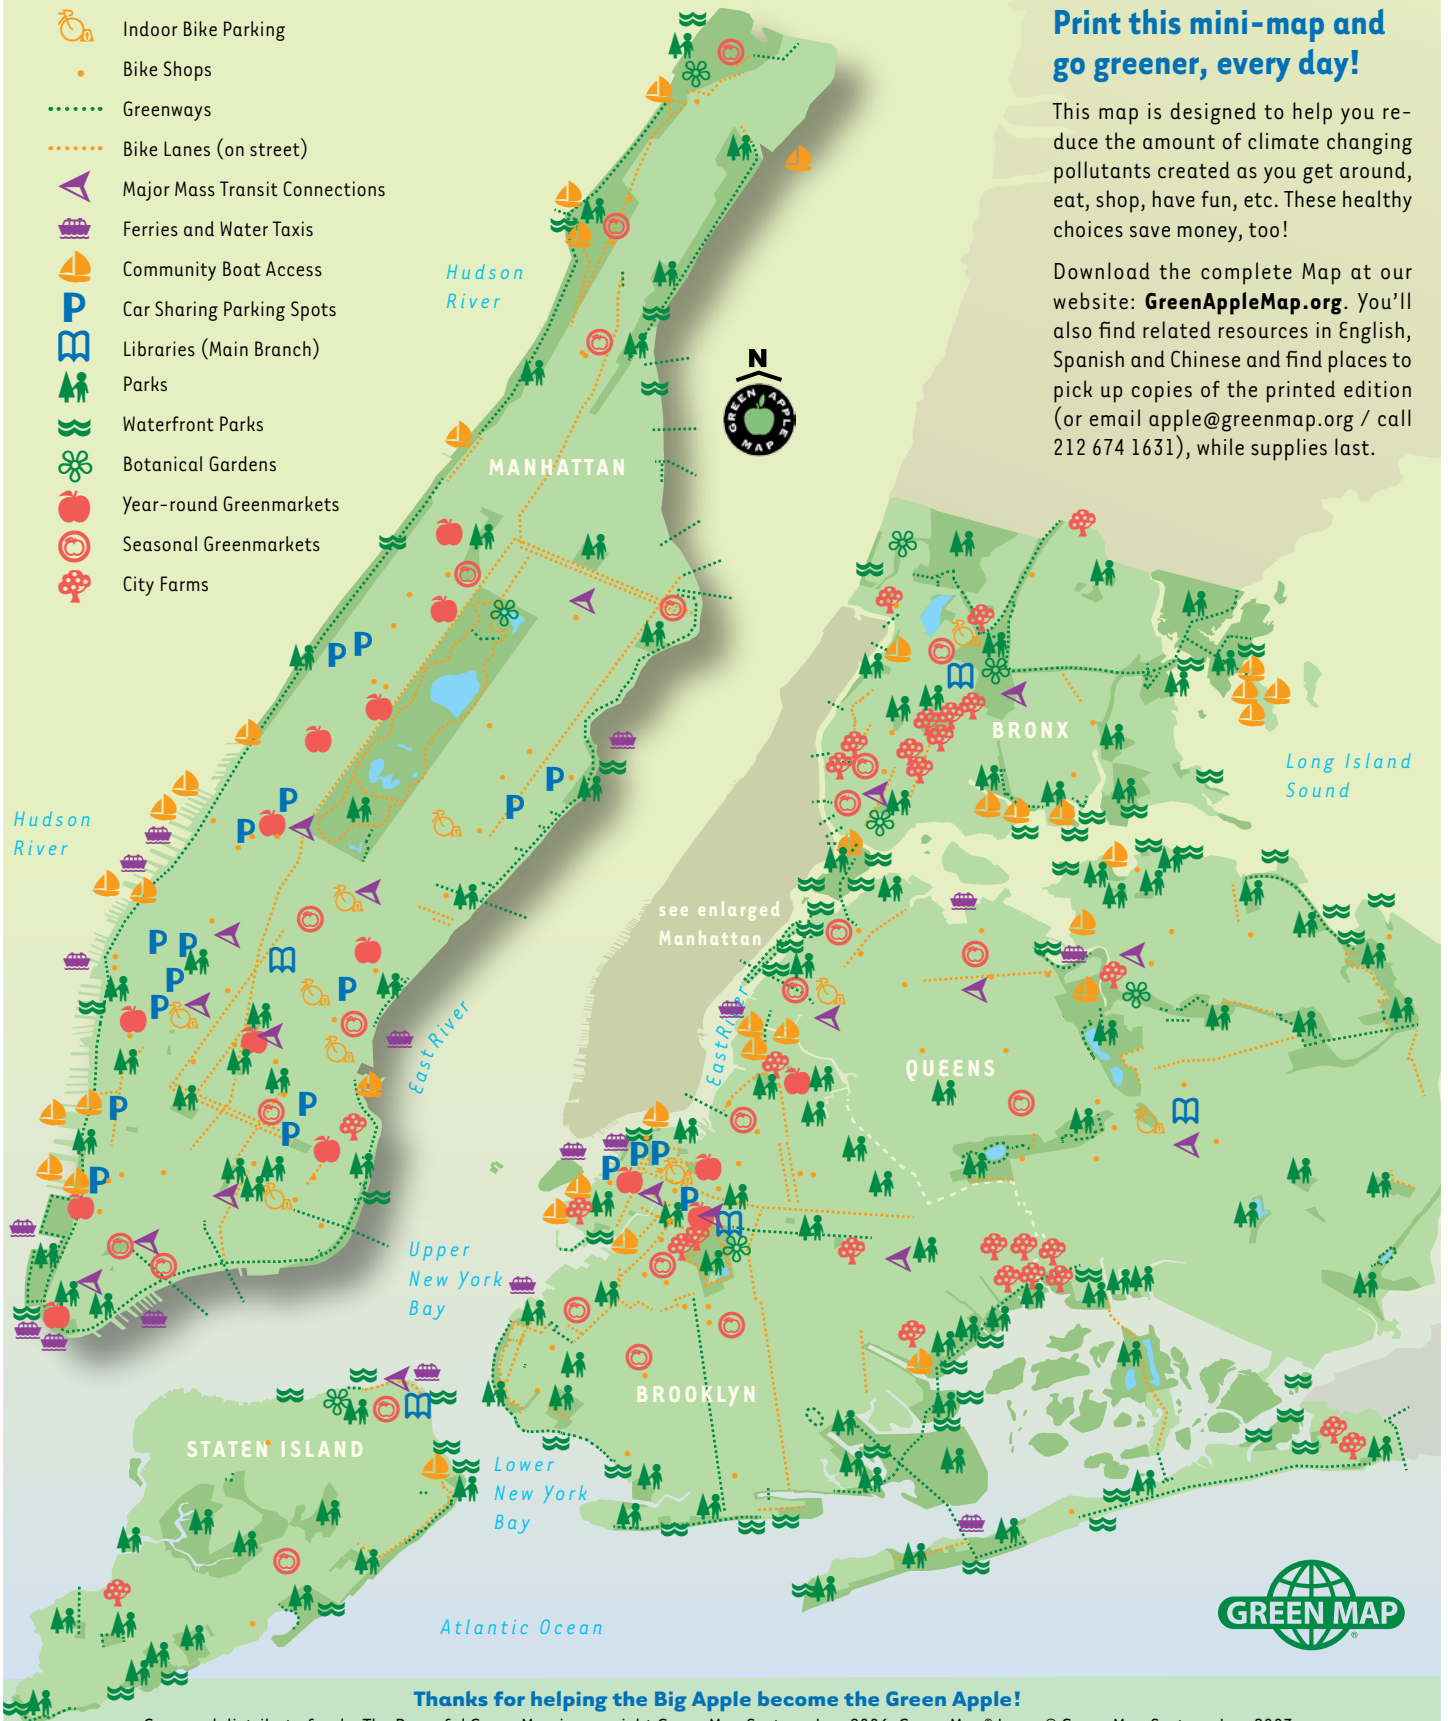 Indoor Bike Parking
Bike Shops
Greenways
Bike Lanes (on street)
Major Mass Transit Connections
Ferries and Water Taxis
Community Boat Access
P Car Sharing Parking Spots
Libraries (Main Branch)
Parks
Waterfront Parks
Botanical Gardens
Year-round Greenmarkets
Seasonal Greenmarkets
City Farms
Print this mini-map and
go greener, every day!
This map is designed to help you re-
duce the amount of climate changing
pollutants created as you get around,
eat, shop, have fun, etc. These healthy
choices save money, too!
Download the complete Map at our
website: GreenAppleMap.org. You'll
also find related resources in English,
Spanish and Chinese and find places to
pick up copies of the printed edition
(or email apple@greenmap.org / call
212 674 1631), while supplies last.
Hudson
River
N
GREEN APPLE
MAP
MANHATTAN
P P
P
P
P
P
BRONX
Long Island
Sound
Hudson
River
see enlarged
Manhattan
P P
P
P
P
East River
East River
QUEENS
P
P
P
P
P P P
P
Upper
New York
Bay
BROOKLYN
STATEN ISLAND
Lower
New York
Bay
Atlantic Ocean
GREEN MAP®
Thanks for helping the Big Apple become the Green Apple!